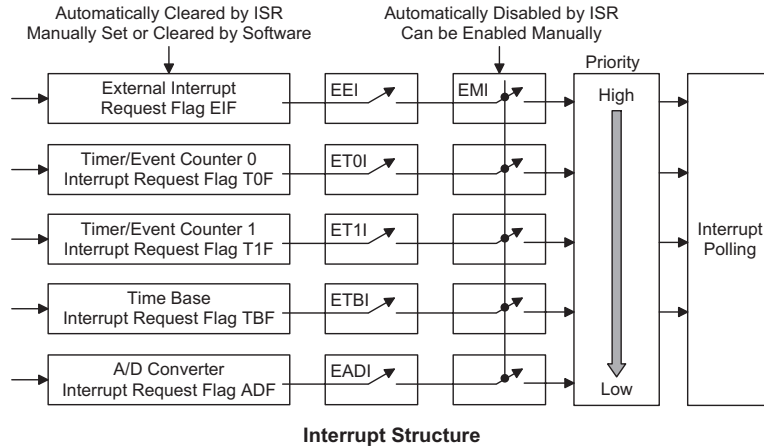 Automatically Cleared by ISR
Manually Set or Cleared by Software
Automatically Disabled by ISR
Can be Enabled Manually
Priority
External Interrupt
Request Flag EIF
EEI
EMI
High
Timer/Event Counter 0
Interrupt Request Flag T0F
ET0I
Timer/Event Counter 1
Interrupt Request Flag T1F
ET1I
Interrupt
Polling
Time Base
Interrupt Request Flag TBF
ETBI
A/D Converter
Interrupt Request Flag ADF
EADI
Low
Interrupt Structure